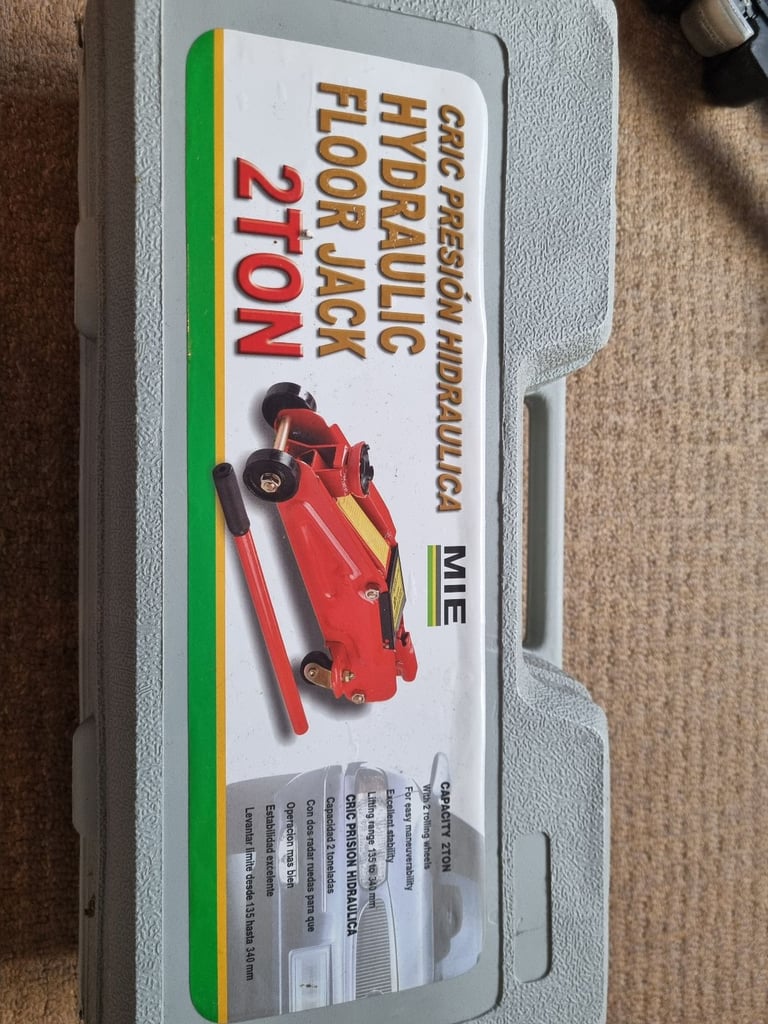 CRIC PRESIÓN HIDRAULICA
HYDRAULIC
FLOOR JACK
2TON
MIE
CAPACITY 2TON
With 2 rolling wheels
For easy maneuverability
Excellent stability
Lifting range 135 to 340 mm
CRIC PRISION HIDRAULICA
Capacidad 2 toneladas
Con dos radar ruedas para que
Operacion mas bien
Estabilidad excelente
Levantar limite desde 135 hasta 340 mm